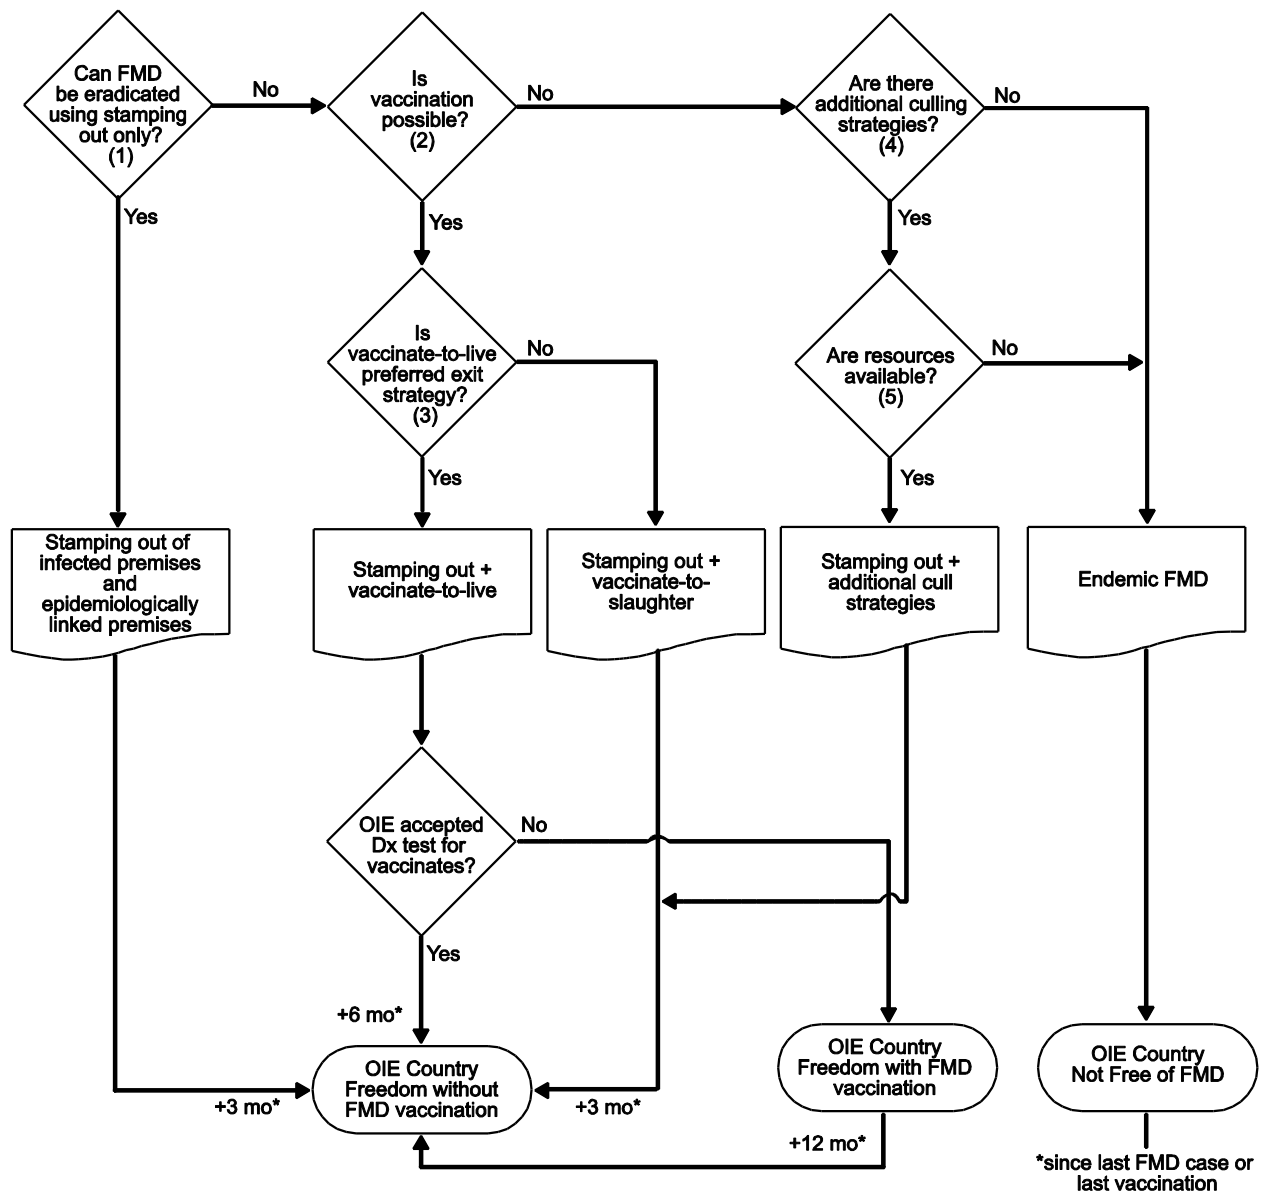 Can FMD
be eradicated
using stamping
out only?
(1)
No
Yes
Is
vaccination
possible?
(2)
No
Yes
Are there
additional culling
strategies?
(4)
No
Yes
Is
vaccinate-to-live
preferred exit
strategy?
(3)
No
Yes
Are resources
available?
(5)
No
Yes
Stamping out of
infected premises
and
epidemiologically
linked premises
Stamping out +
vaccinate-to-live
Stamping out +
vaccinate-to-
slaughter
Stamping out +
additional cull
strategies
Endemic FMD
OIE accepted
Dx test for
vaccinates?
No
Yes
+6 mo*
OIE Country
Freedom without
FMD vaccination
+3 mo*
+3 mo*
OIE Country
Freedom with FMD
vaccination
+12 mo*
OIE Country
Not Free of FMD
*since last FMD case or
last vaccination